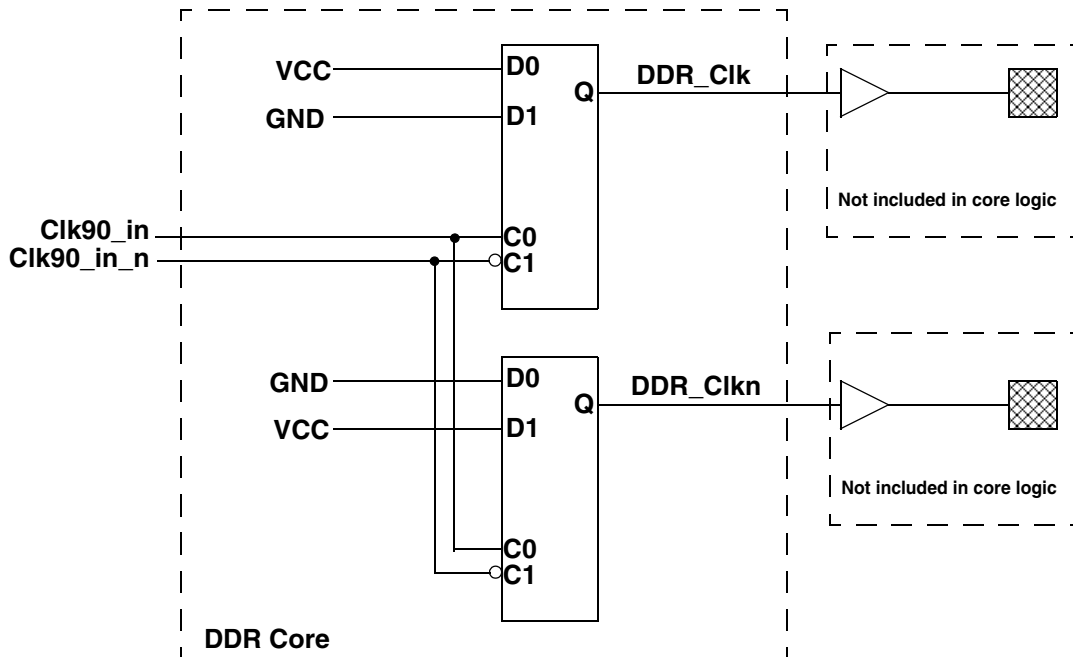 VCC
D0
DDR_Clk
Q
GND
D1
Not included in core logic
Clk90_in
C0
Clk90_in_n
C1
GND
D0
DDR_Clkn
Q
VCC
D1
Not included in core logic
C0
C1
DDR Core